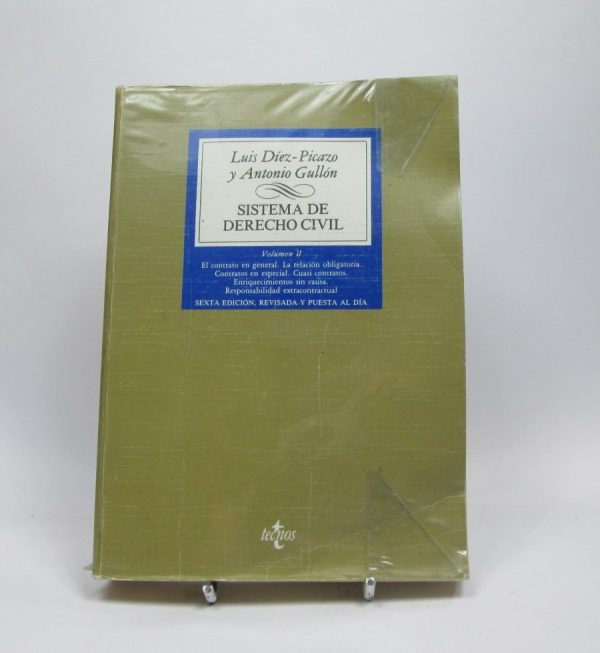 Luis Díez-Picazo
y Antonio Gullón
SISTEMA DE
DERECHO CIVIL
Volumen II
El contrato en general. La relación obligatoria.
Contratos en especial. Cuasi contratos.
Enriquecimientos sin causa.
Responsabilidad extracontractual
SEXTA EDICIÓN, REVISADA Y PUESTA AL DÍA
tecnos